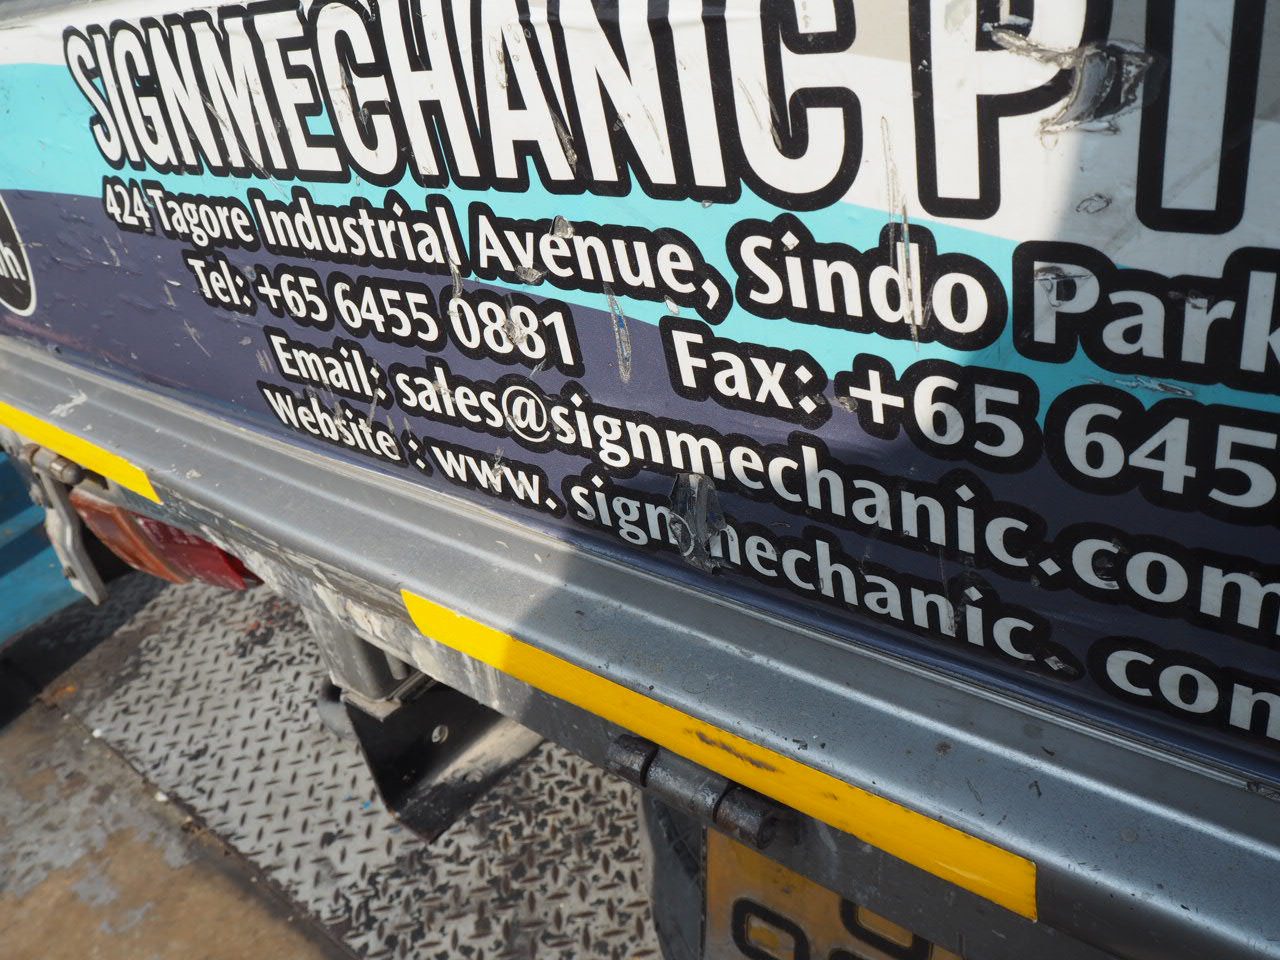 SIGNMECHANIC PT
424 Tagore Industrial Avenue, Sindo Park
Tel: +65 6455 0881 Fax: +65 645
Email: sales@signmechanic.com
Website : www. signmechanic. com